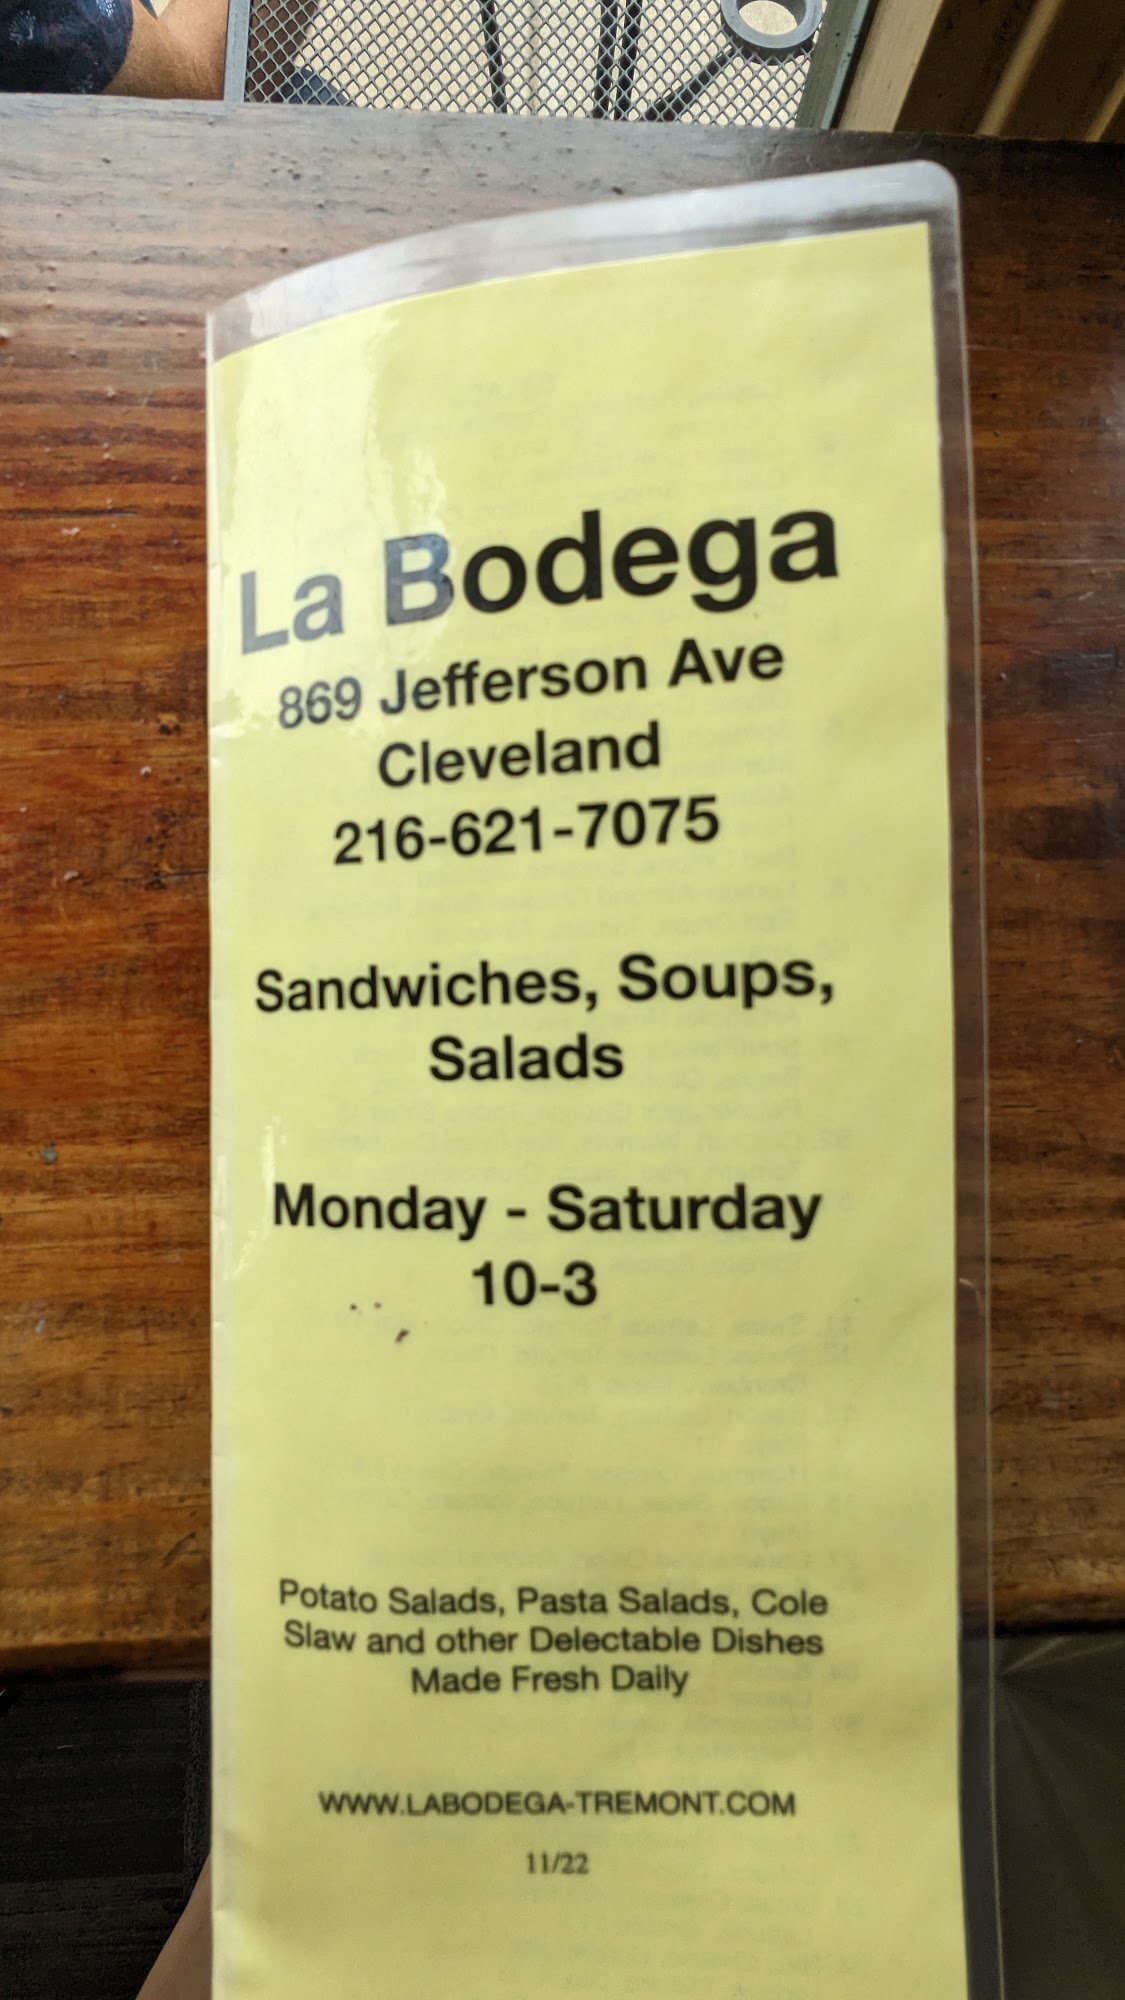 La Bodega
869 Jefferson Ave
Cleveland
216-621-7075
Sandwiches, Soups,
Salads
Monday - Saturday
10-3
Potato Salads, Pasta Salads, Cole
Slaw and other Delectable Dishes
Made Fresh Daily
WWW.LABODEGA-TREMONT.COM
11/22